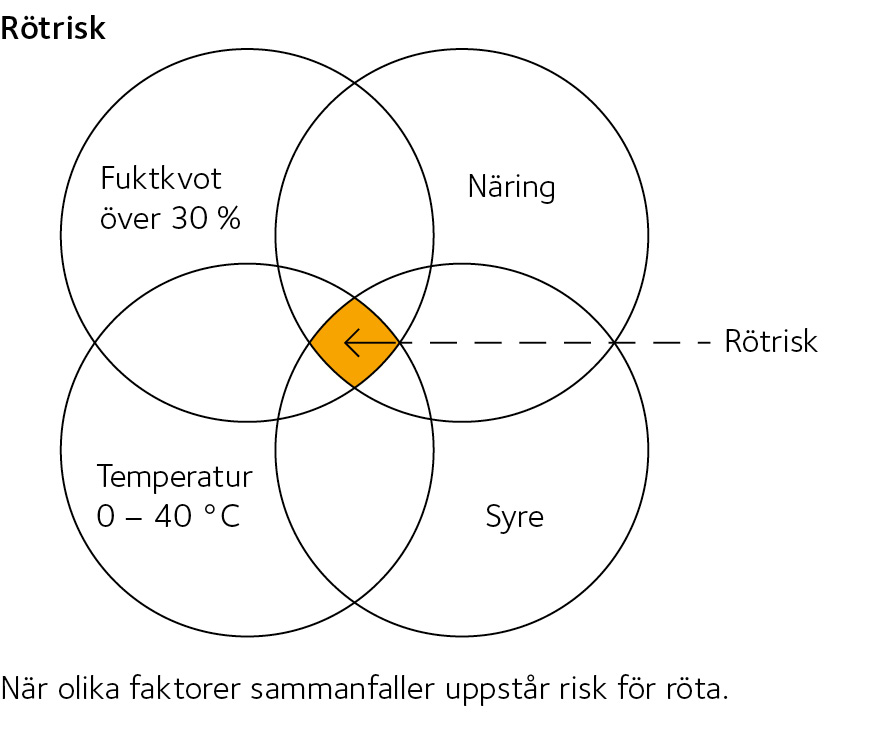 Rötrisk
Fuktkvot
över 30 %
Näring
Rötrisk
Temperatur
0 – 40 °C
Syre
När olika faktorer sammanfaller uppstår risk för röta.